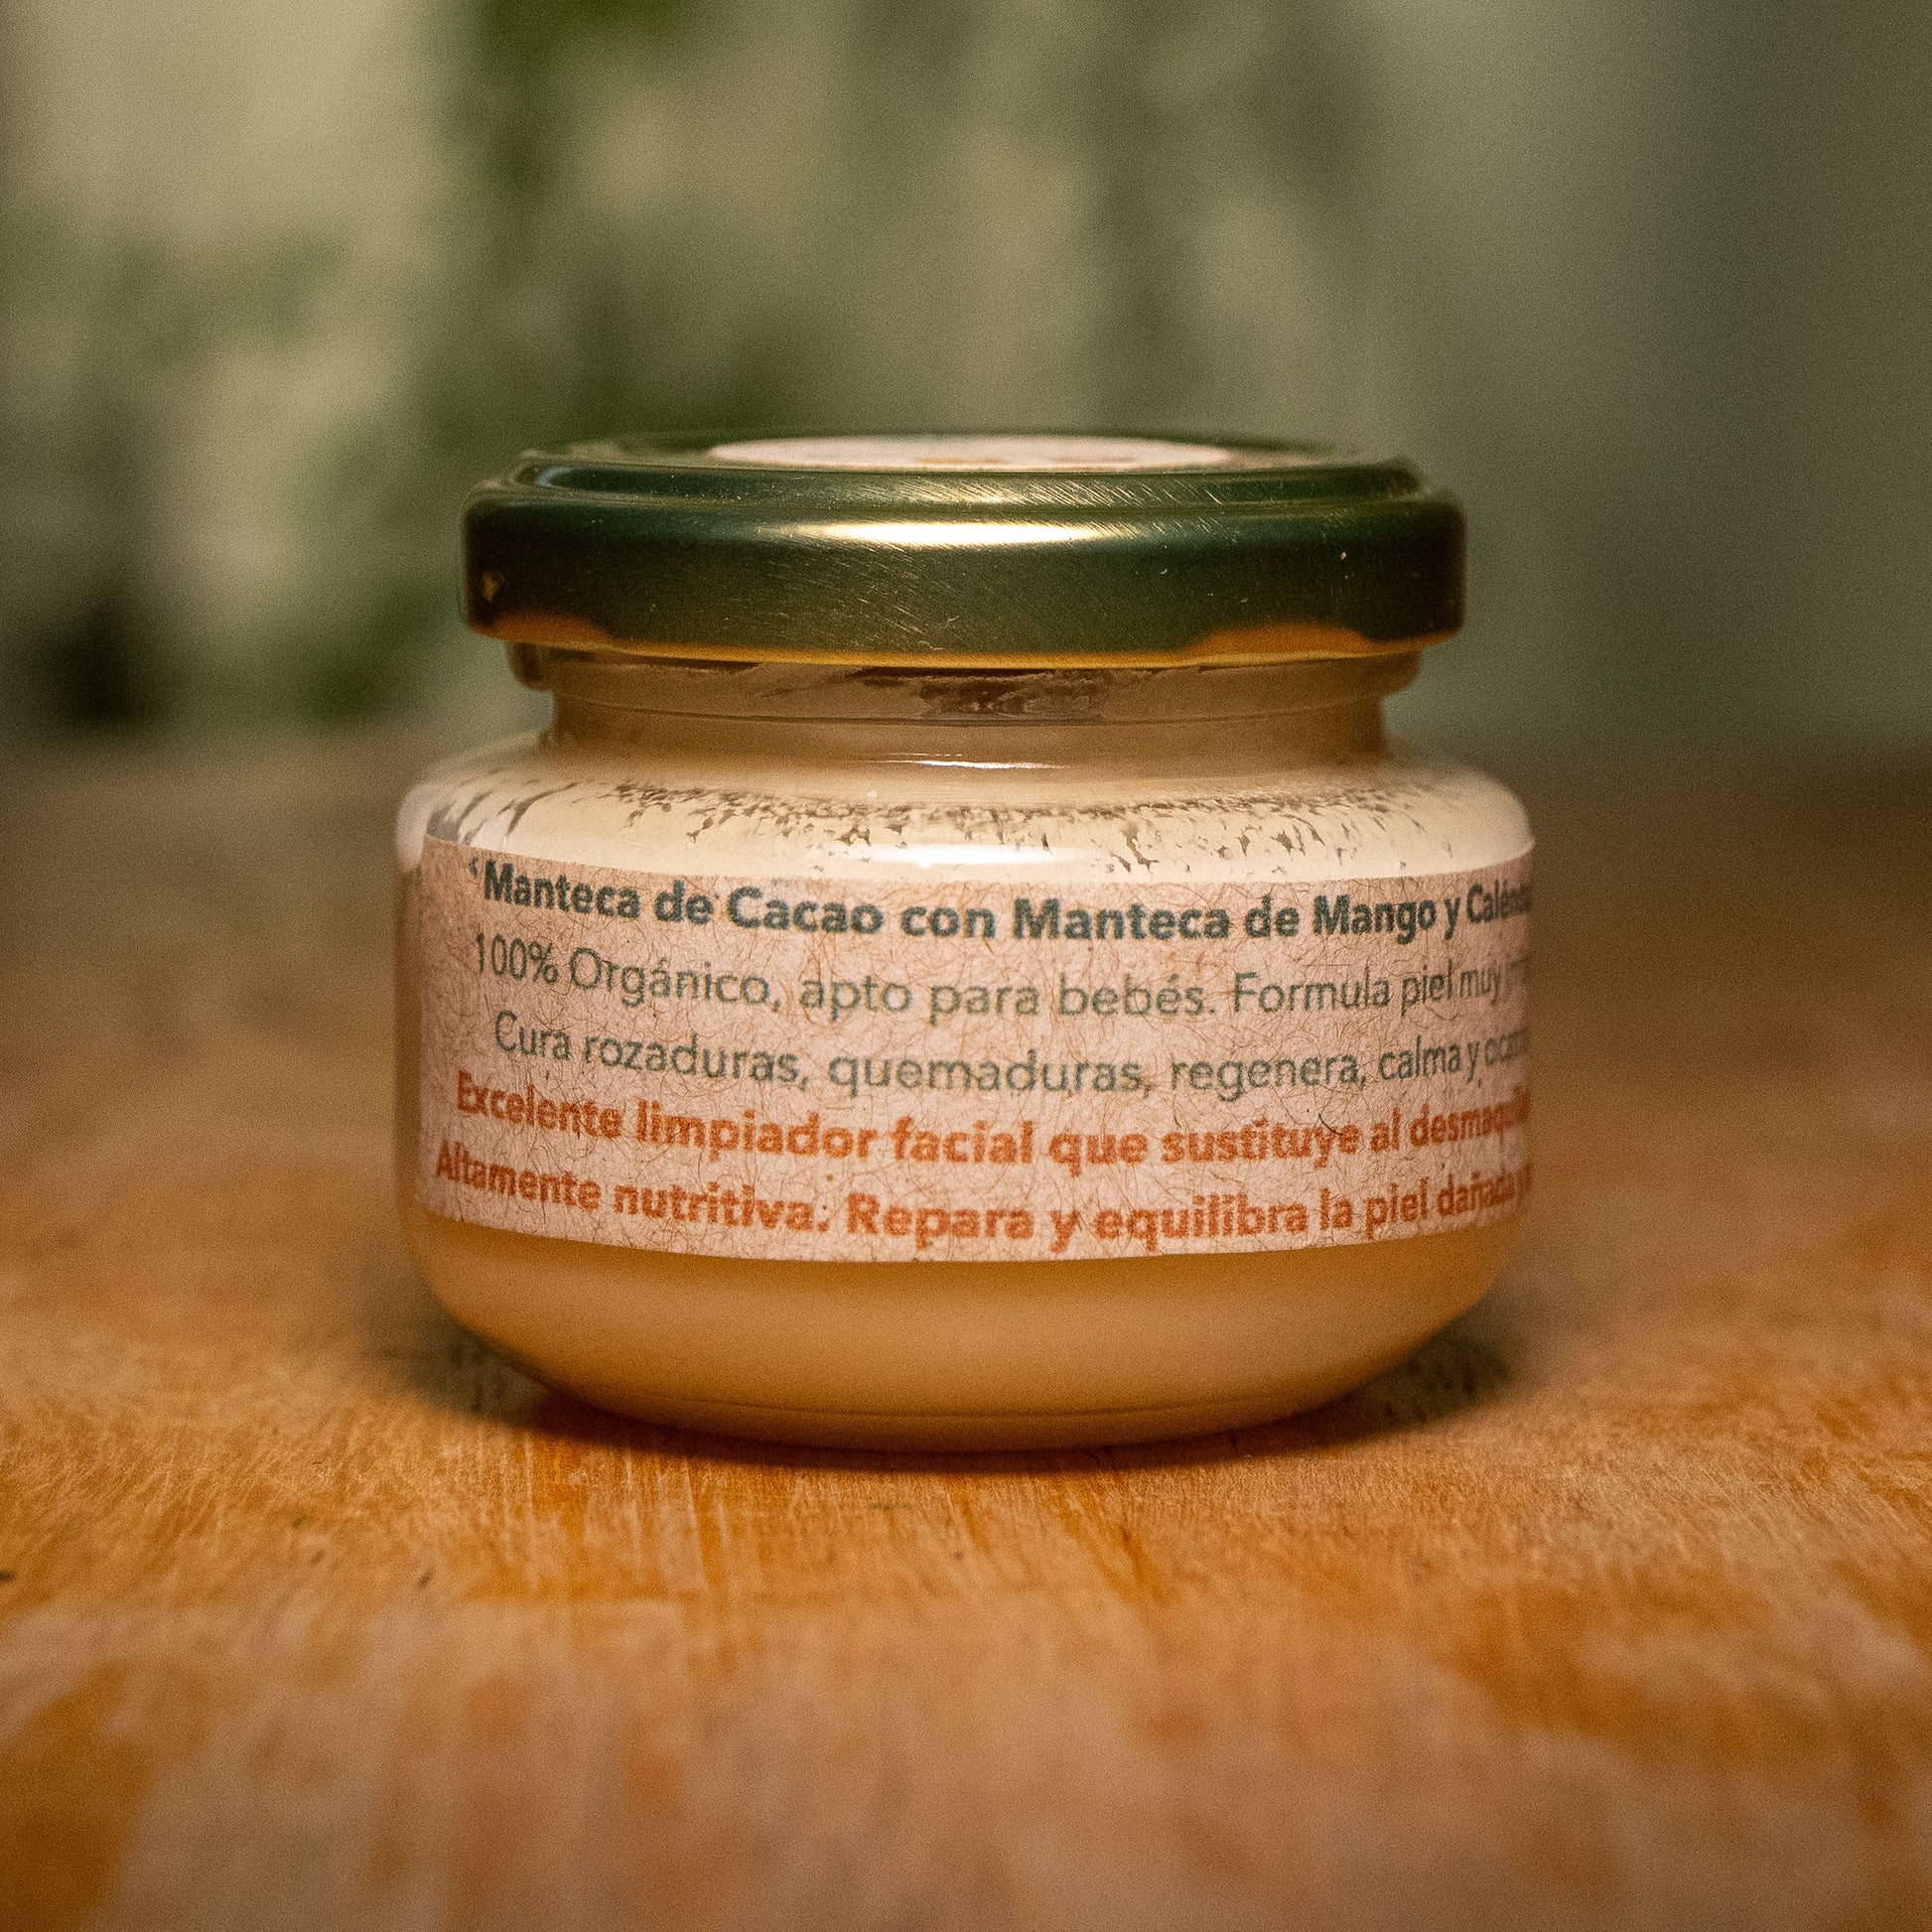 Manteca de Cacao con Manteca de Mango y
100% Orgánico, apto para bebés. Formula piel muy
Cura rozaduras, quemaduras, regenera, calma y
Excelente limpiador facial que sustituye al
Altamente nutritiva. Repara y equilibra la piel dañada